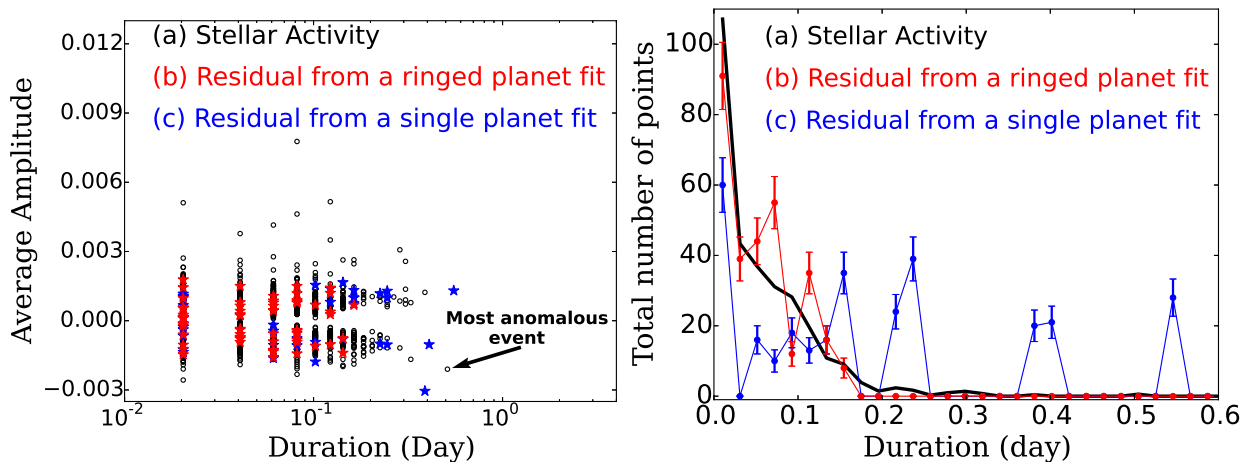 (a) Stellar Activity
(b) Residual from a ringed planet fit
(c) Residual from a single planet fit
Most anomalous
event
Average Amplitude
0.012
0.009
0.006
0.003
0.000
−0.003
10⁻² 10⁻¹ 10⁰
Duration (Day)
(a) Stellar Activity
(b) Residual from a ringed planet fit
(c) Residual from a single planet fit
Total number of points
100
80
60
40
20
0
0.0 0.1 0.2 0.3 0.4 0.5 0.6
Duration (day)